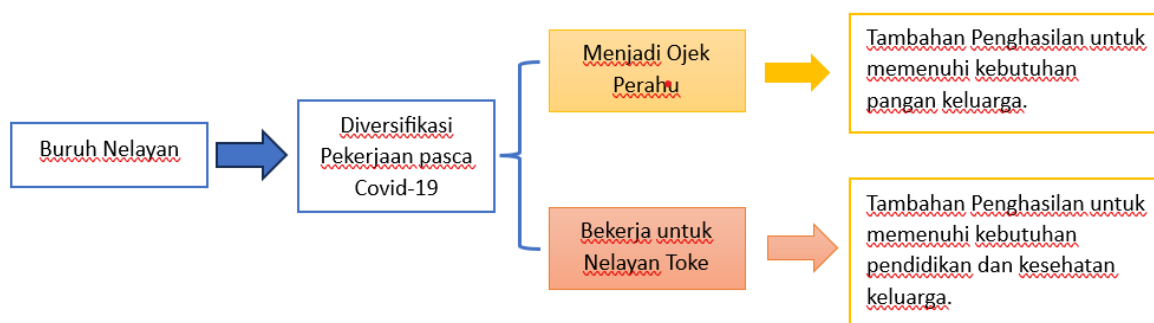 Buruh Nelayan
Diversifikasi
Pekerjaan pasca
Covid-19
Menjadi Ojek
Perahu
Tambahan Penghasilan untuk
memenuhi kebutuhan
pangan keluarga.
Bekerja untuk
Nelayan Toke
Tambahan Penghasilan untuk
memenuhi kebutuhan
pendidikan dan kesehatan
keluarga.